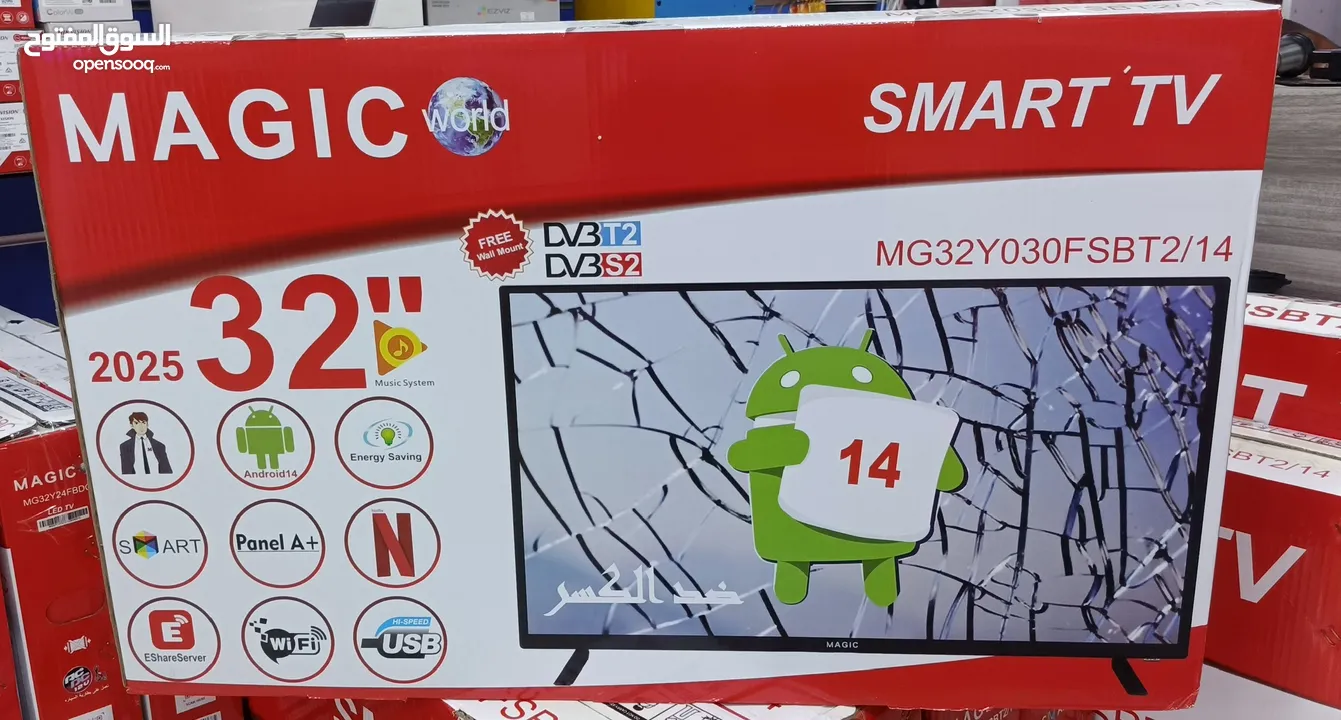 السوق المفتوح
opensooq.com
MAGIC world
SMART TV
FREE
Wall Mount
DVB T2
DVB S2
MG32Y030FSBT2/14
2025 32"
Music System
Android14
Energy Saving
SMART
Panel A+
N
E
EShareServer
WiFi
HI-SPEED
USB
14
ضد الكسر
MAGIC
MAGIC
LED TV
EZVIZ
TV
BT2/14